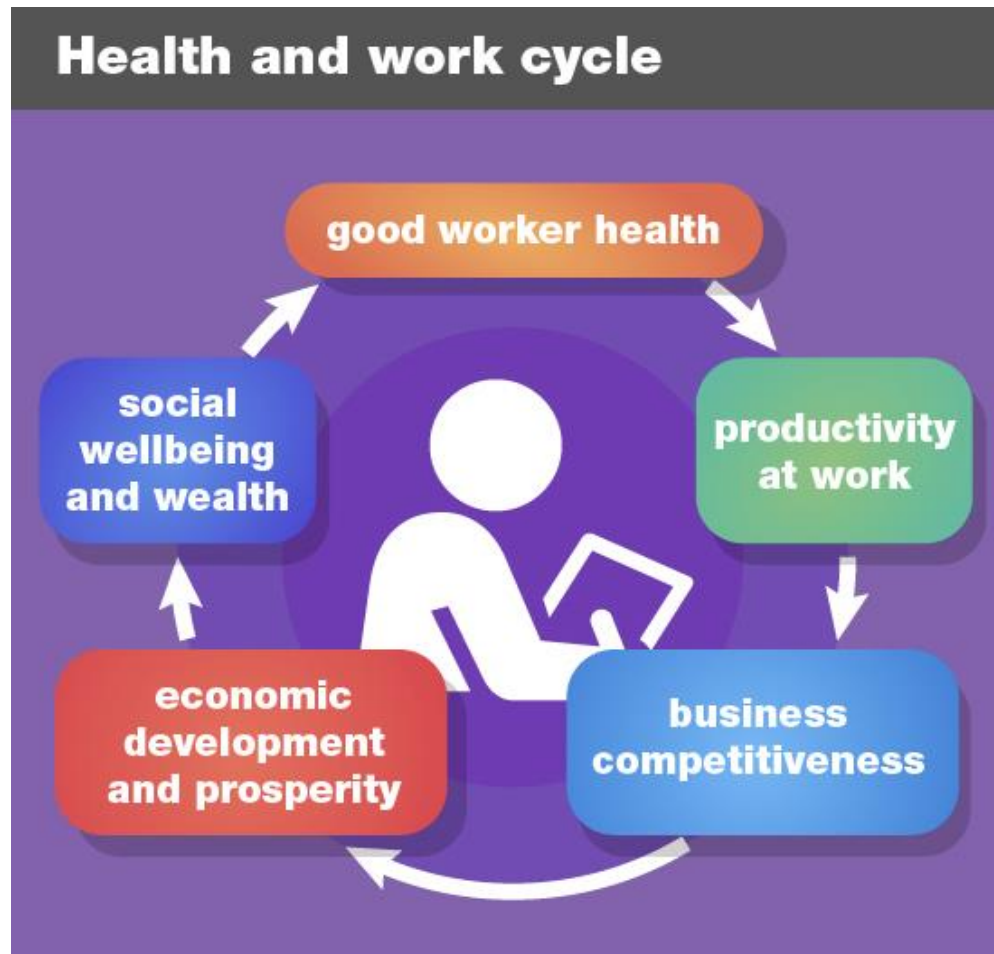 Health and work cycle
good worker health
productivity
at work
business
competitiveness
economic
development
and prosperity
social
wellbeing
and wealth